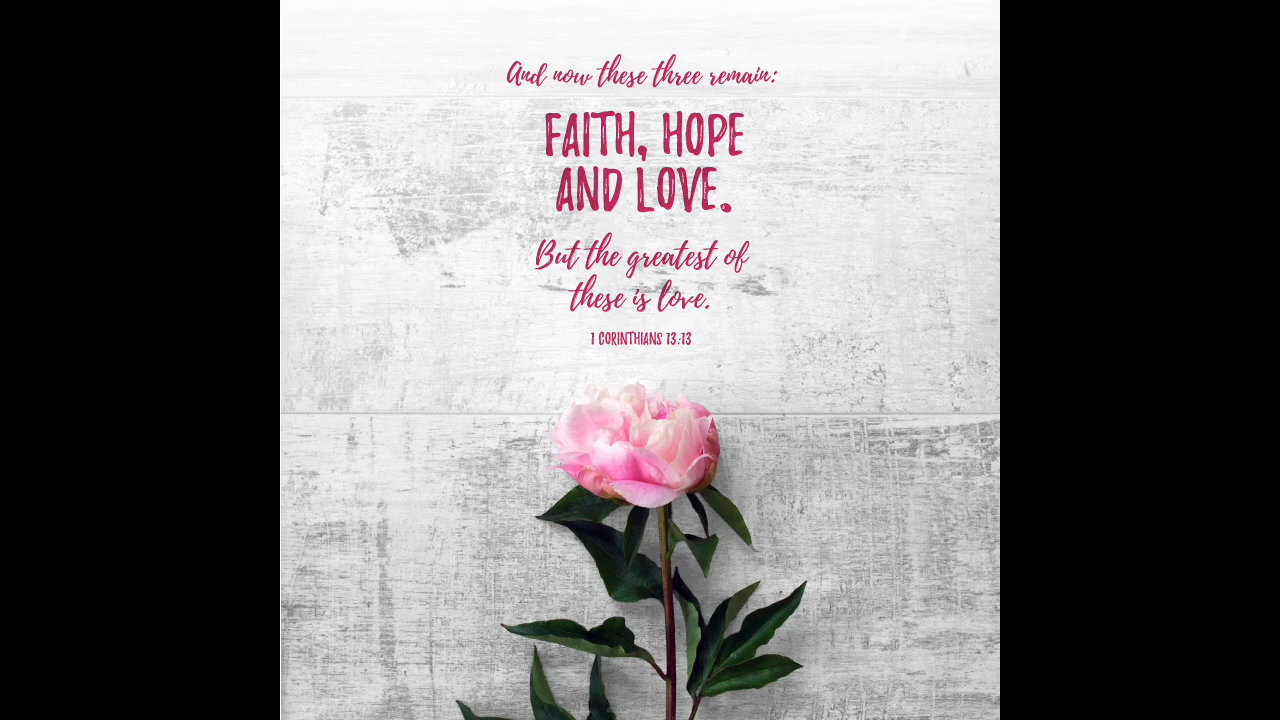 And now these three remain:
FAITH, HOPE
AND LOVE.
But the greatest of
these is love.
1 CORINTHIANS 13:13